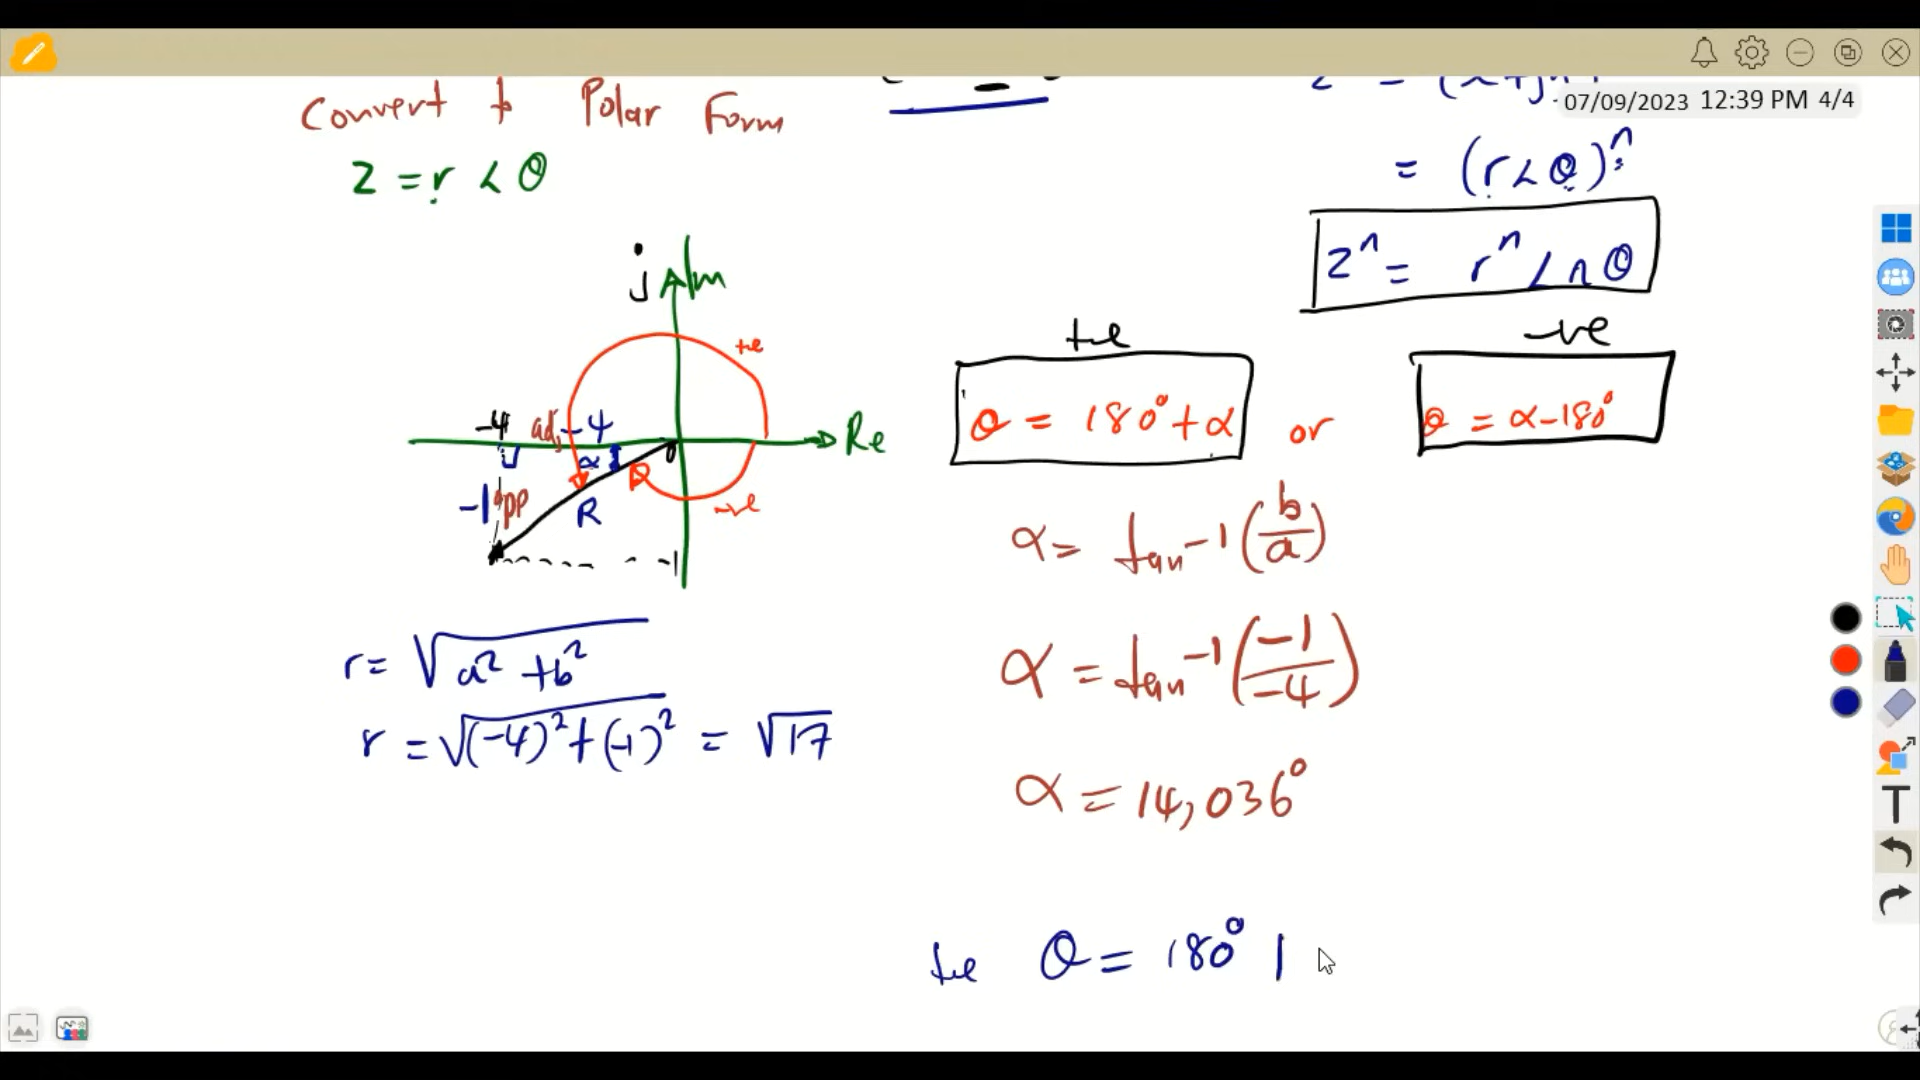 07/09/2023 12:39 PM 4/4
Convert to Polar Form
z = r ∠ θ
= (r∠θ)ⁿ
zⁿ = rⁿ ∠nθ
j Im
+ve
-4 adj -4
Re
α
-1 opp
R
θ
-ve
-1
+ve
θ = 180° + α
or
-ve
θ = α - 180°
α = tan⁻¹(b/a)
α = tan⁻¹(-1/-4)
α = 14,036°
r = √a² + b²
r = √(-4)² + (-1)² = √17
+ve θ = 180° |
T